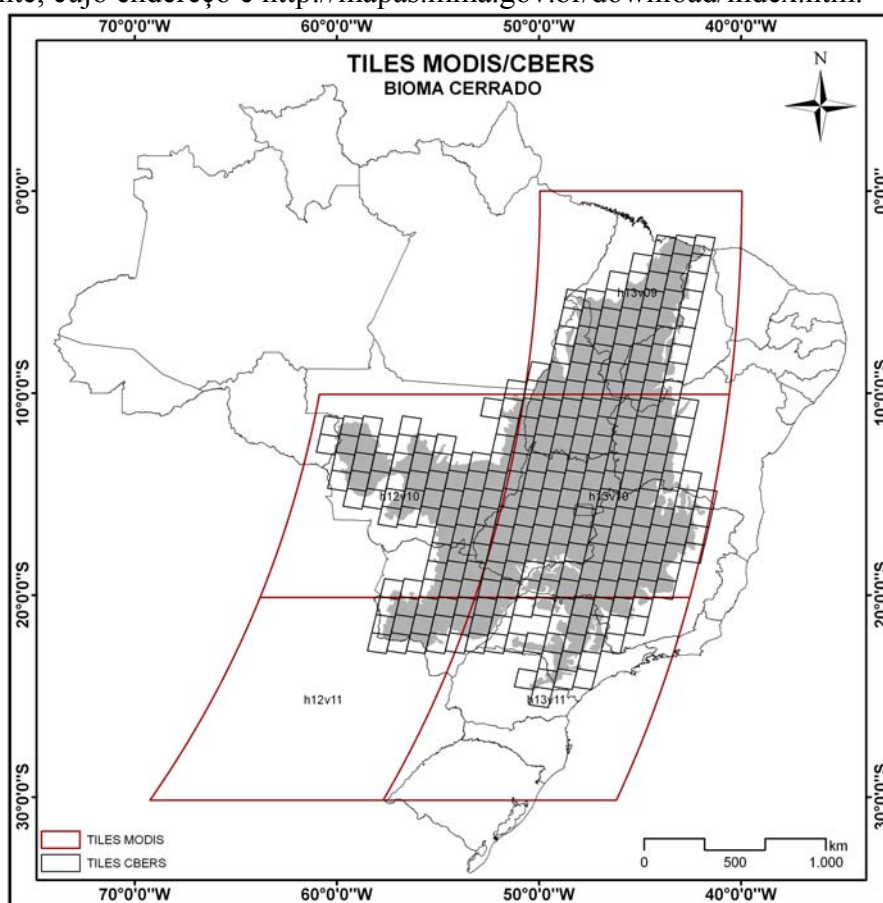 nte, cujo endereço é http://mapas.mma.gov.br/download/index.htm.
70°0'0"W 60°0'0"W 50°0'0"W 40°0'0"W
TILES MODIS/CBERS
BIOMA CERRADO
N
0°0'0" 0°0'0"
h13v09
10°0'0"S 10°0'0"S
h12v10 h13v10
20°0'0"S 20°0'0"S
h12v11 h13v11
30°0'0"S 30°0'0"S
TILES MODIS
TILES CBERS
km
0 500 1.000
70°0'0"W 60°0'0"W 50°0'0"W 40°0'0"W